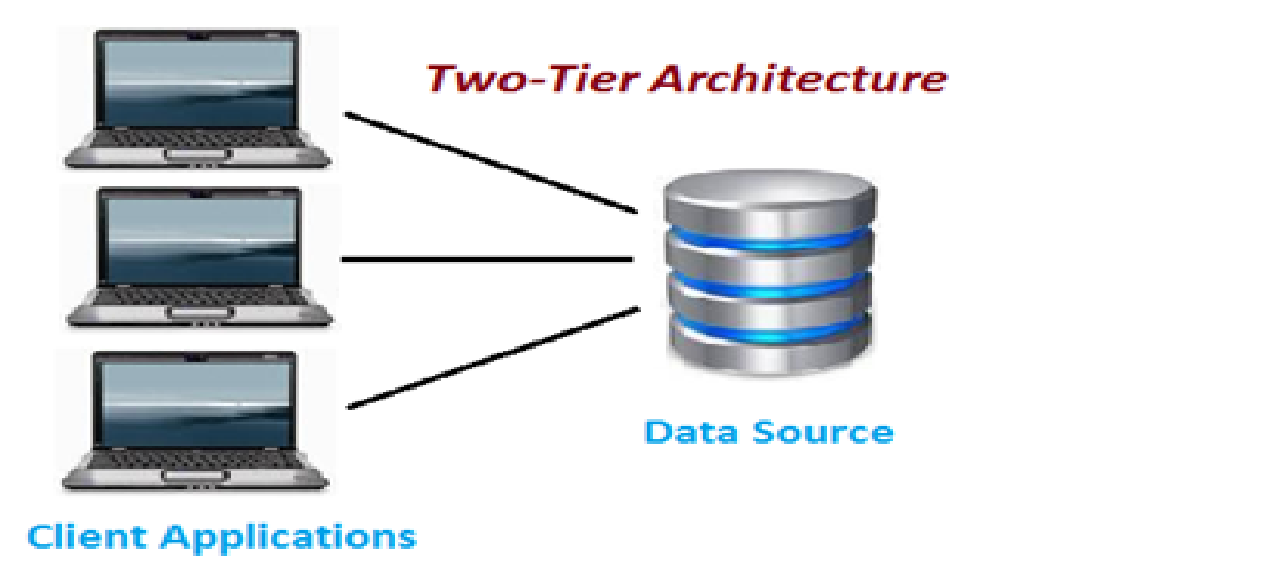 Two-Tier Architecture
Data Source
Client Applications